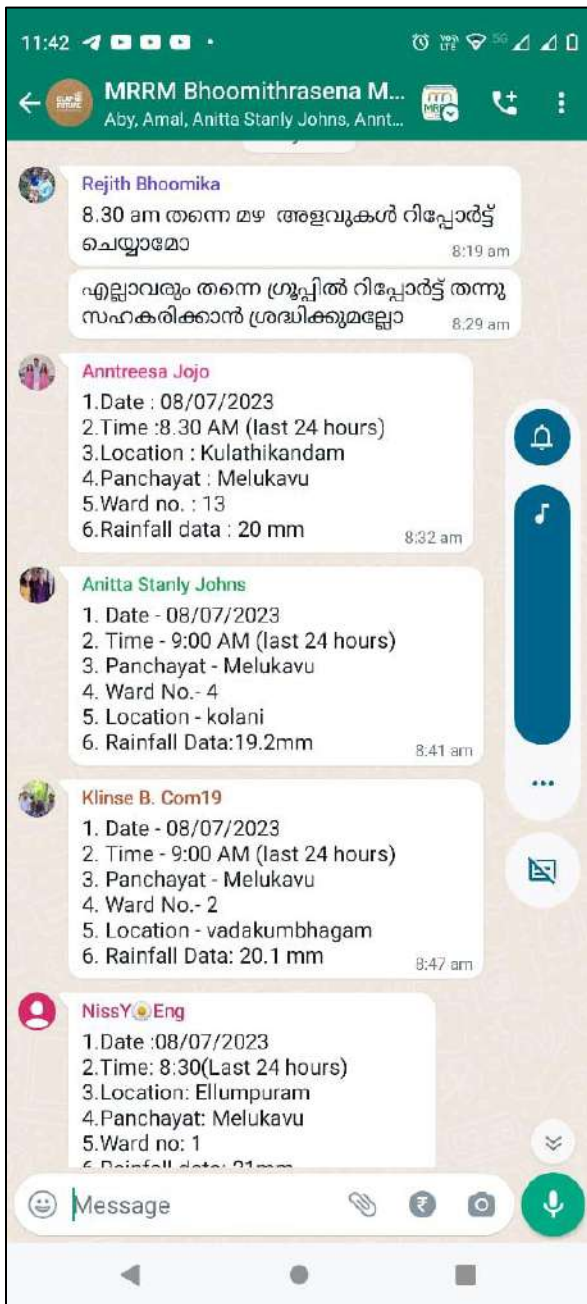 11:42
5G
MRRM Bhoomithrasena M...
Aby, Amal, Anitta Stanly Johns, Annt...
Rejith Bhoomika
8.30 am തന്നെ മഴ അളവുകൾ റിപ്പോർട്ട്
ചെയ്യാമോ
8:19 am
എല്ലാവരും തന്നെ ഗ്രൂപ്പിൽ റിപ്പോർട്ട് തന്നു
സഹകരിക്കാൻ ശ്രദ്ധിക്കുമല്ലോ
8:29 am
Anntreesa Jojo
1.Date : 08/07/2023
2.Time :8.30 AM (last 24 hours)
3.Location : Kulathikandam
4.Panchayat : Melukavu
5.Ward no. : 13
6.Rainfall data : 20 mm
8:32 am
Anitta Stanly Johns
1. Date - 08/07/2023
2. Time - 9:00 AM (last 24 hours)
3. Panchayat - Melukavu
4. Ward No.- 4
5. Location - kolani
6. Rainfall Data:19.2mm
8:41 am
Klinse B. Com19
1. Date - 08/07/2023
2. Time - 9:00 AM (last 24 hours)
3. Panchayat - Melukavu
4. Ward No.- 2
5. Location - vadakumbhagam
6. Rainfall Data: 20.1 mm
8:47 am
NissY🌼Eng
1.Date :08/07/2023
2.Time: 8:30(Last 24 hours)
3.Location: Ellumpuram
4.Panchayat: Melukavu
5.Ward no: 1
6.Rainfall data: 21mm
Message